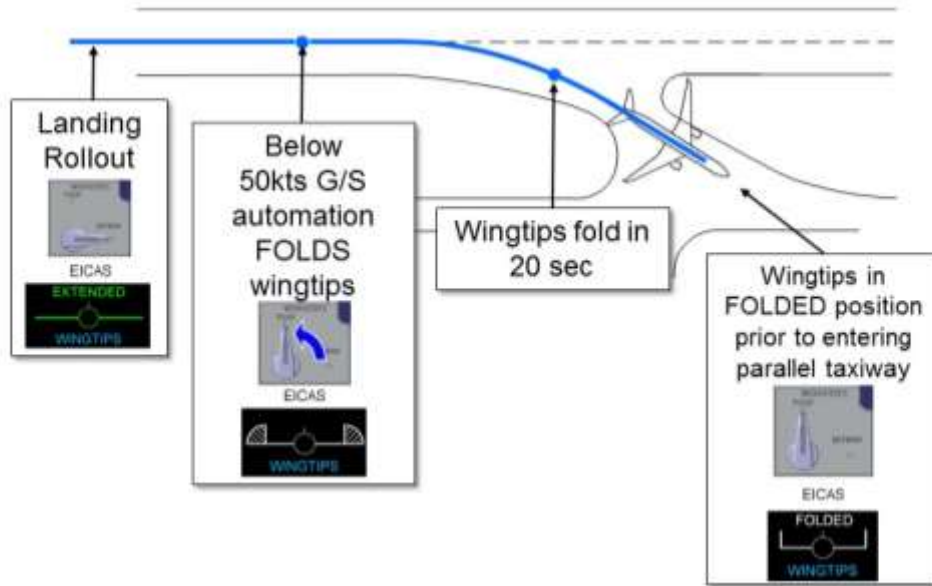 Landing
Rollout
EICAS
EXTENDED
WINGTIPS
Below
50kts G/S
automation
FOLDS
wingtips
EICAS
WINGTIPS
Wingtips fold in
20 sec
Wingtips in
FOLDED position
prior to entering
parallel taxiway
EICAS
FOLDED
WINGTIPS